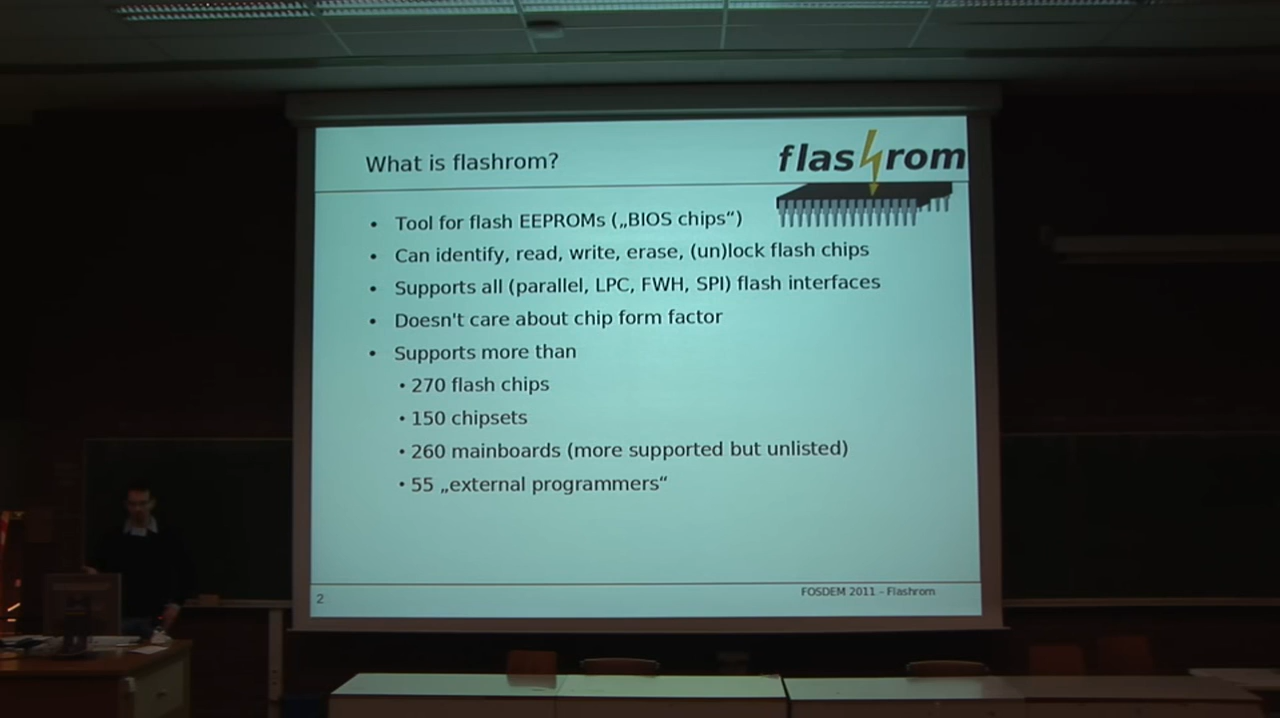 What is flashrom?
flashrom
• Tool for flash EEPROMs („BIOS chips“)
• Can identify, read, write, erase, (un)lock flash chips
• Supports all (parallel, LPC, FWH, SPI) flash interfaces
• Doesn't care about chip form factor
• Supports more than
• 270 flash chips
• 150 chipsets
• 260 mainboards (more supported but unlisted)
• 55 „external programmers“
2
FOSDEM 2011 - Flashrom